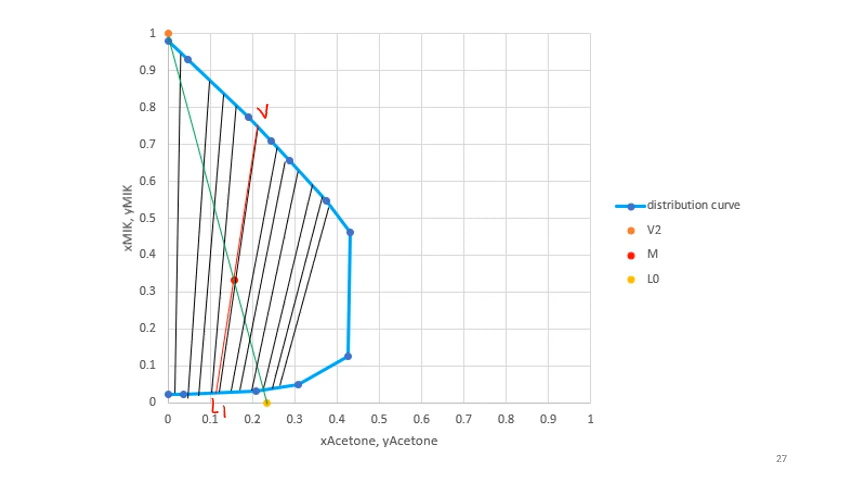 1
0.9
0.8
0.7
0.6
0.5
0.4
0.3
0.2
0.1
0
xMIK, yMIK
V
L1
0 0.1 0.2 0.3 0.4 0.5 0.6 0.7 0.8 0.9 1
xAcetone, yAcetone
distribution curve
V2
M
L0
27